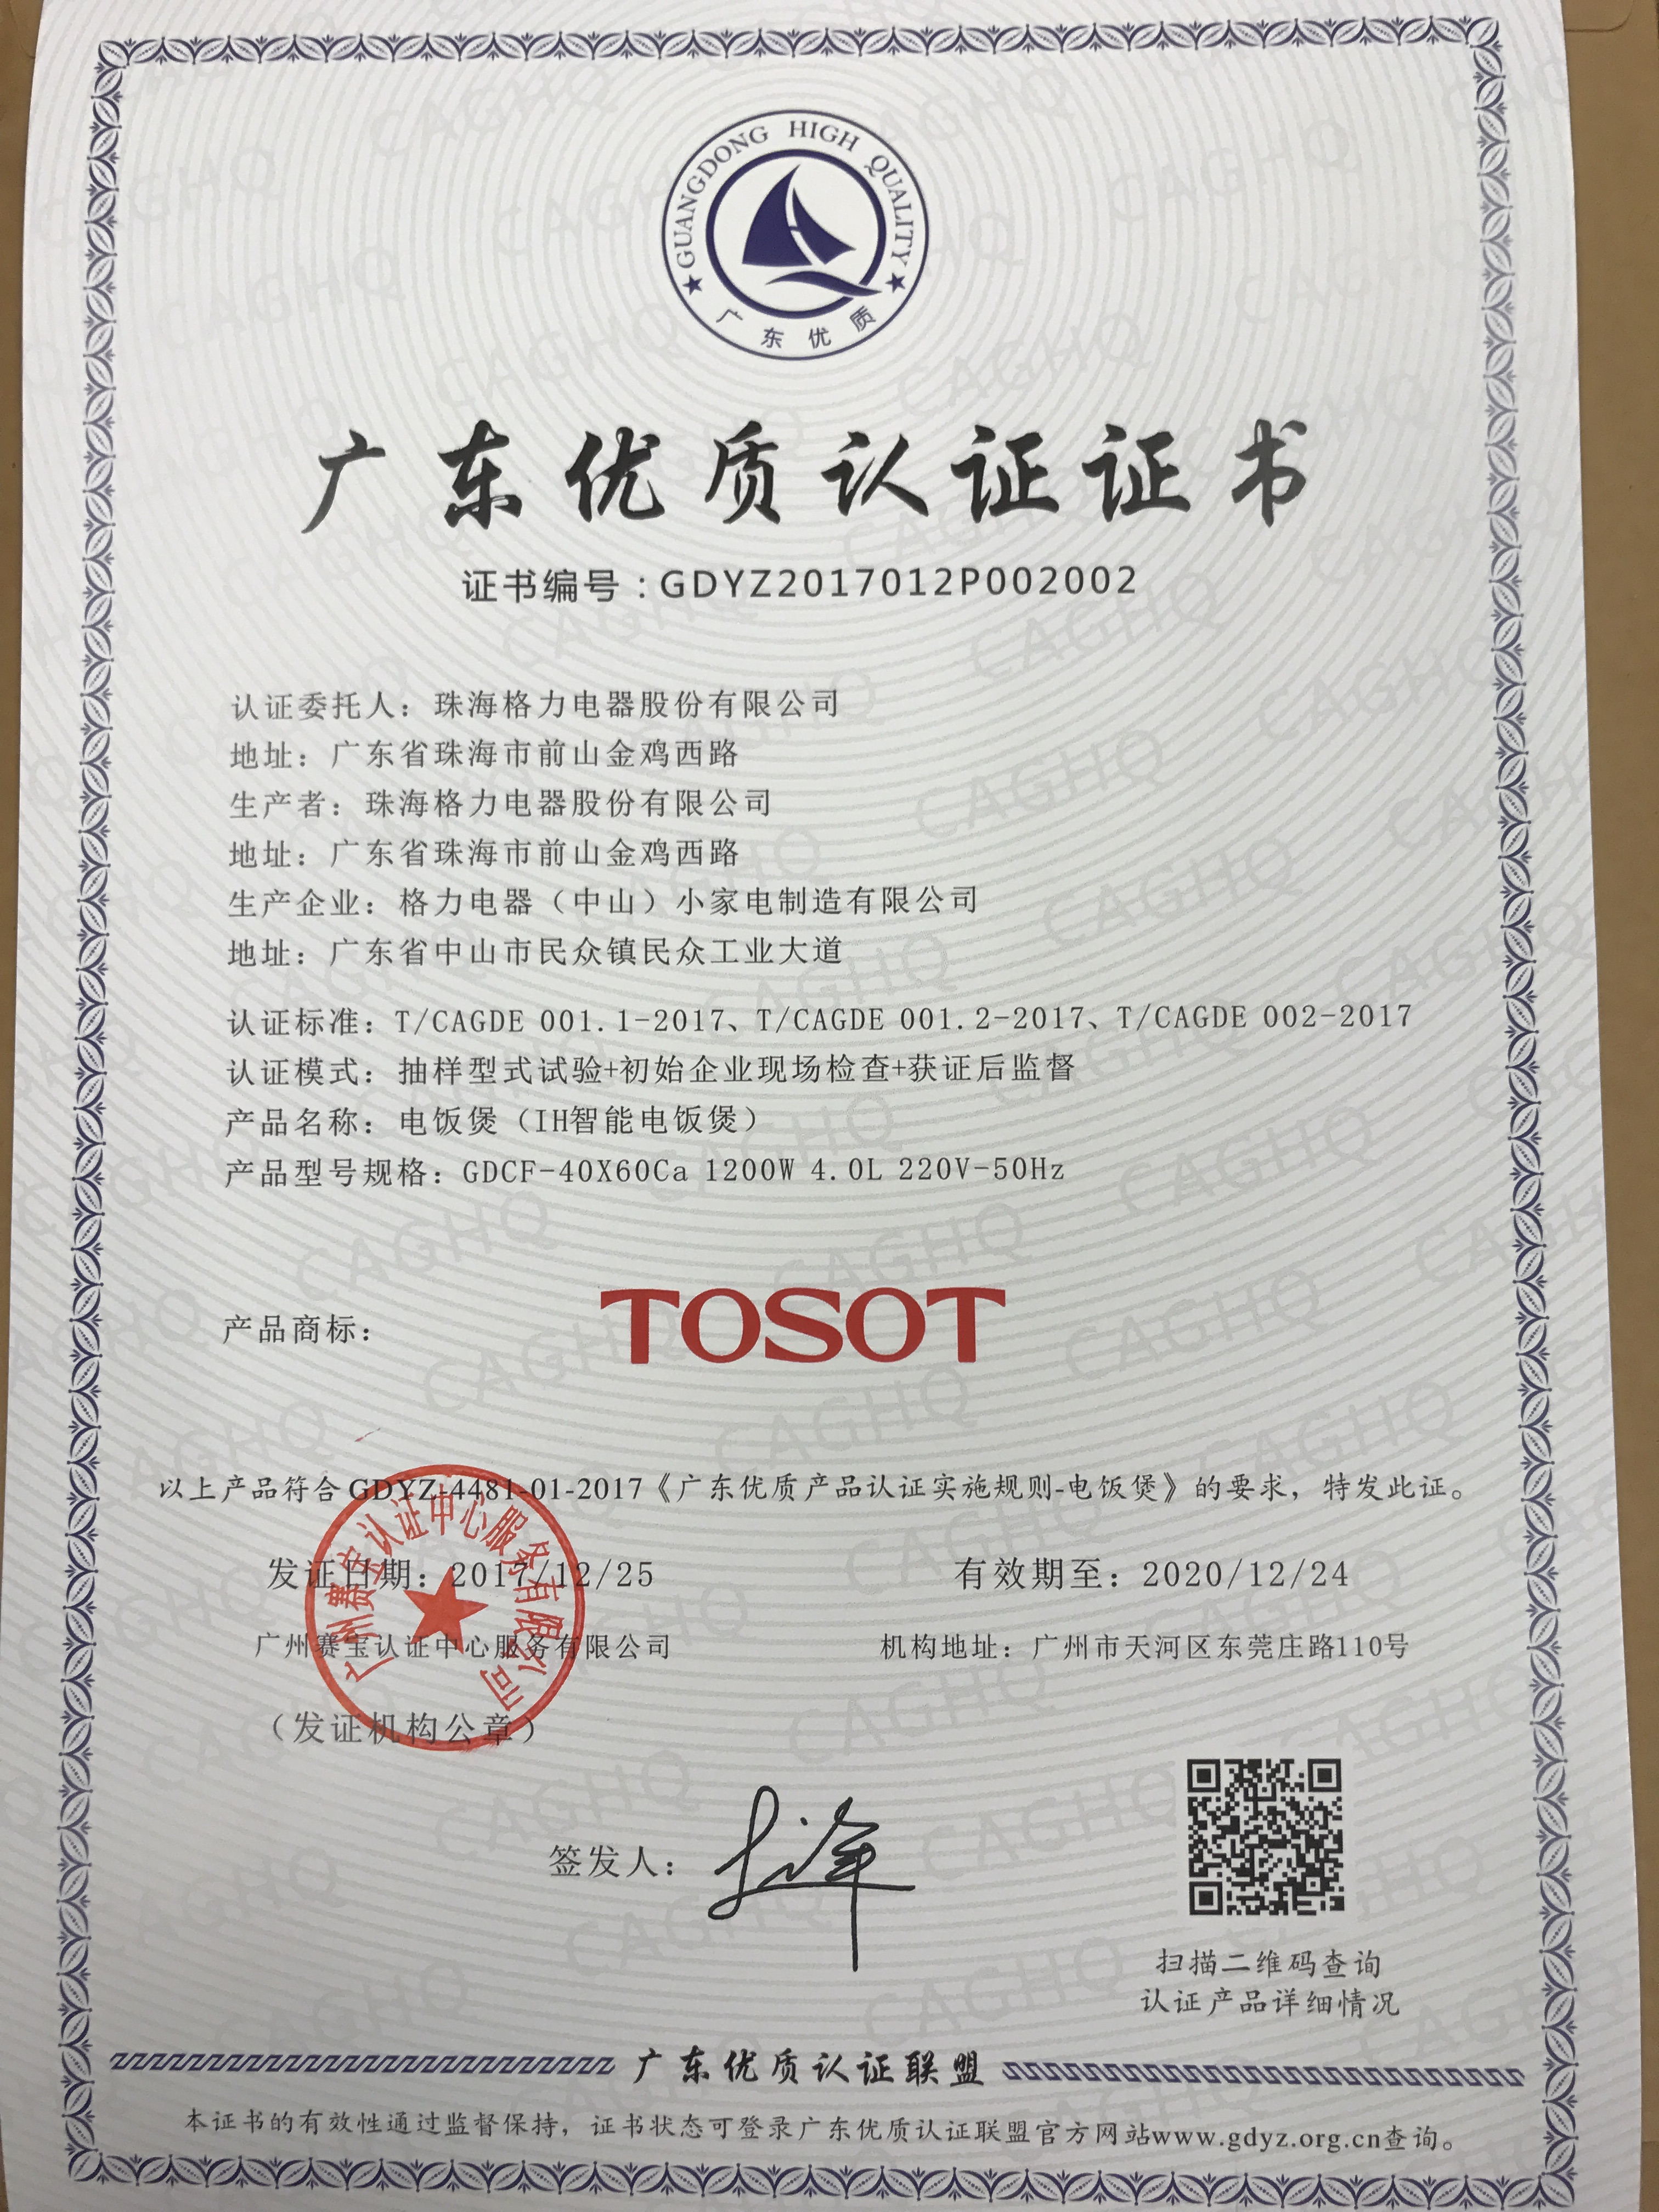 GUANGDONG HIGH QUALITY
广东优质
广东优质认证证书
证书编号：GDYZ2017012P002002
认证委托人：珠海格力电器股份有限公司
地址：广东省珠海市前山金鸡西路
生产者：珠海格力电器股份有限公司
地址：广东省珠海市前山金鸡西路
生产企业：格力电器（中山）小家电制造有限公司
地址：广东省中山市民众镇民众工业大道
认证标准：T/CAGDE 001.1-2017、T/CAGDE 001.2-2017、T/CAGDE 002-2017
认证模式：抽样型式试验+初始企业现场检查+获证后监督
产品名称：电饭煲（IH智能电饭煲）
产品型号规格：GDCF-40X60Ca 1200W 4.0L 220V-50Hz
产品商标：
TOSOT
以上产品符合GDYZ-4481-01-2017《广东优质产品认证实施规则-电饭煲》的要求，特发此证。
发证日期：2017/12/25 有效期至：2020/12/24
广州赛宝认证中心服务有限公司 机构地址：广州市天河区东莞庄路110号
广州赛宝认证中心服务有限公司
（发证机构公章）
签发人：
扫描二维码查询
认证产品详细情况
广东优质认证联盟
本证书的有效性通过监督保持，证书状态可登录广东优质认证联盟官方网站www.gdyz.org.cn查询。